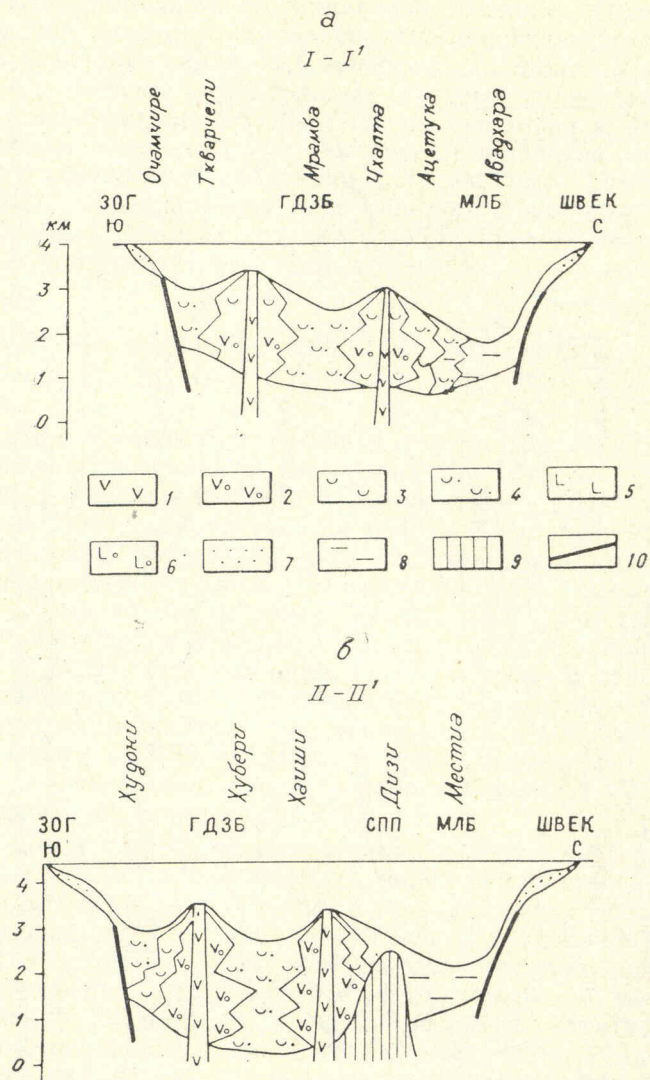 а
I-I'
Очамчире Ткварчели Мрамба Чхалта Ацетука Авадхара
ЗОГ ГДЗБ МЛБ ШВЕК
Ю С
км
4
3
2
1
0
1 2 3 4 5
6 7 8 9 10
б
II-II'
Худони Хубери Хаиши Дизи Местиа
ЗОГ ГДЗБ СПП МЛБ ШВЕК
Ю С
4
3
2
1
0